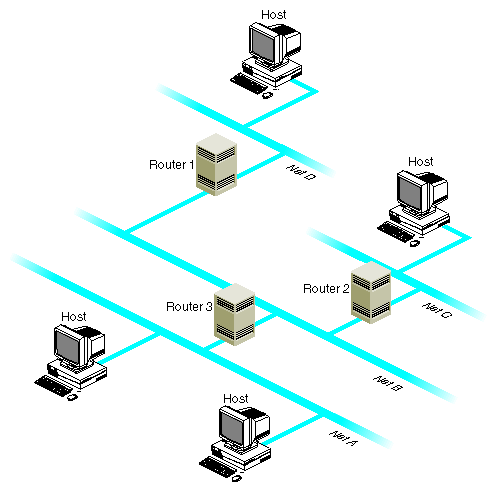 Host
Router 1
Net D
Host
Router 2
Net C
Router 3
Host
Net B
Host
Net A